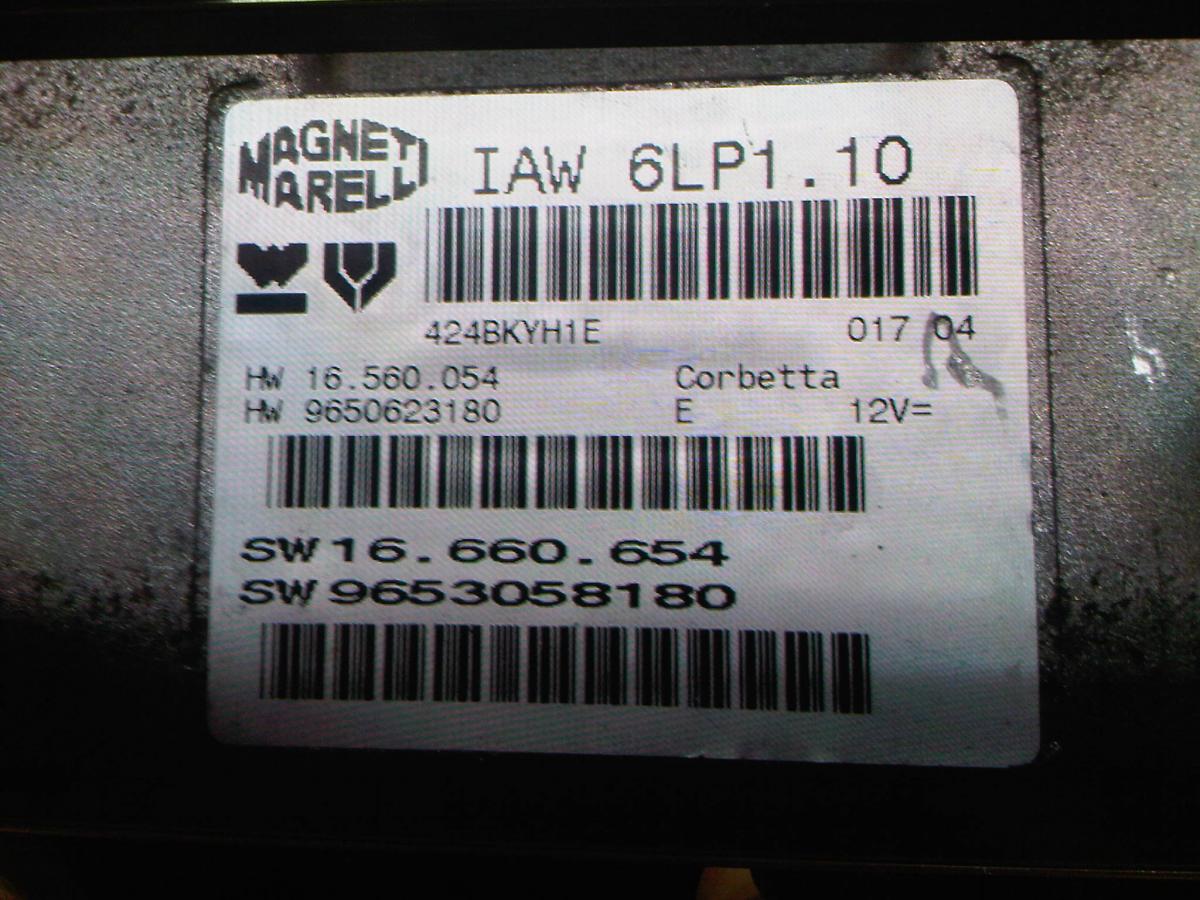 MAGNETI
MARELLI
IAW 6LP1.10
424BKYH1E 017 04
HW 16.560.054 Corbetta
HW 9650623180 E 12V=
SW 16.660.654
SW 9653058180